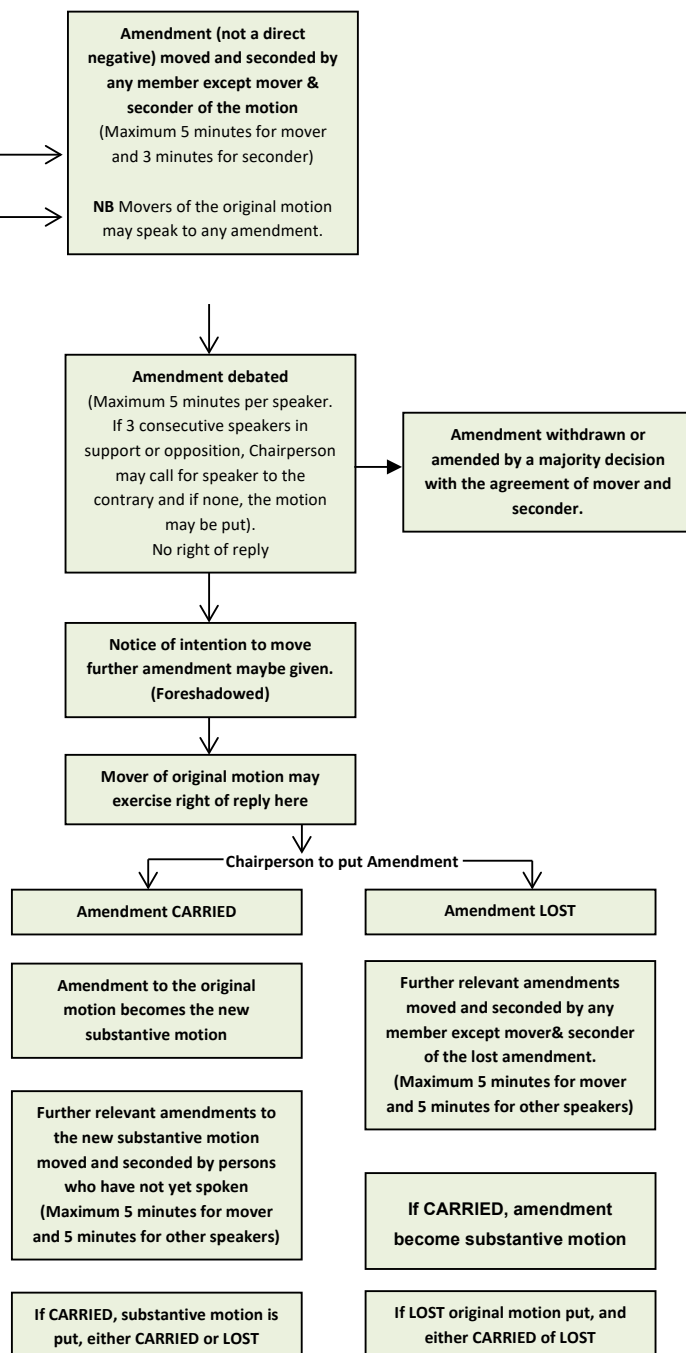 Amendment (not a direct
negative) moved and seconded by
any member except mover &
seconder of the motion
(Maximum 5 minutes for mover
and 3 minutes for seconder)
NB Movers of the original motion
may speak to any amendment.
Amendment debated
(Maximum 5 minutes per speaker.
If 3 consecutive speakers in
support or opposition, Chairperson
may call for speaker to the
contrary and if none, the motion
may be put).
No right of reply
Amendment withdrawn or
amended by a majority decision
with the agreement of mover and
seconder.
Notice of intention to move
further amendment maybe given.
(Foreshadowed)
Mover of original motion may
exercise right of reply here
Chairperson to put Amendment
Amendment CARRIED
Amendment to the original
motion becomes the new
substantive motion
Further relevant amendments to
the new substantive motion
moved and seconded by persons
who have not yet spoken
(Maximum 5 minutes for mover
and 5 minutes for other speakers)
If CARRIED, substantive motion is
put, either CARRIED or LOST
Amendment LOST
Further relevant amendments
moved and seconded by any
member except mover& seconder
of the lost amendment.
(Maximum 5 minutes for mover
and 5 minutes for other speakers)
If CARRIED, amendment
become substantive motion
If LOST original motion put, and
either CARRIED of LOST